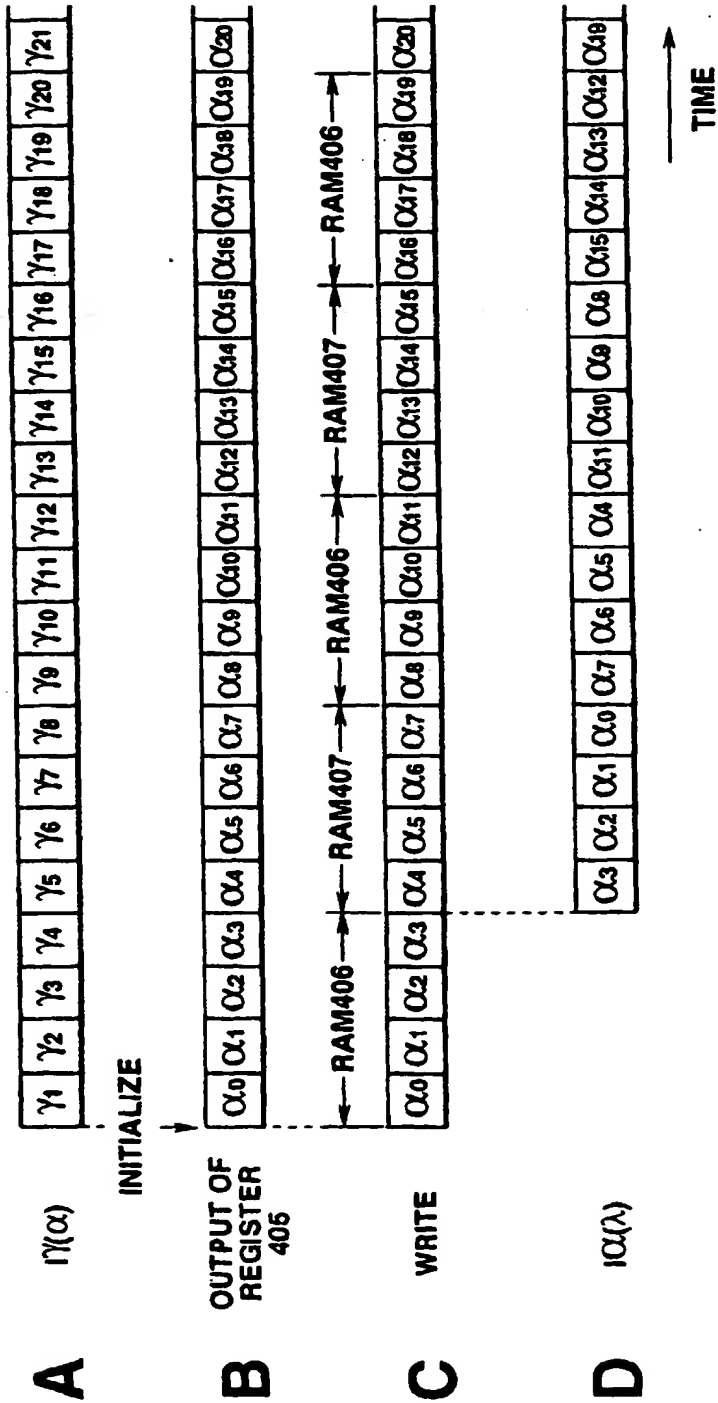 A Iγ(α) γ1 γ2 γ3 γ4 γ5 γ6 γ7 γ8 γ9 γ10 γ11 γ12 γ13 γ14 γ15 γ16 γ17 γ18 γ19 γ20 γ21
INITIALIZE
B OUTPUT OF
REGISTER
405
α0 α1 α2 α3 α4 α5 α6 α7 α8 α9 α10 α11 α12 α13 α14 α15 α16 α17 α18 α19 α20
RAM406 RAM407 RAM406 RAM407 RAM406
C WRITE α0 α1 α2 α3 α4 α5 α6 α7 α8 α9 α10 α11 α12 α13 α14 α15 α16 α17 α18 α19 α20
D Iα(λ) α3 α2 α1 α0 α7 α6 α5 α4 α11 α10 α9 α8 α15 α14 α13 α12 α19
TIME